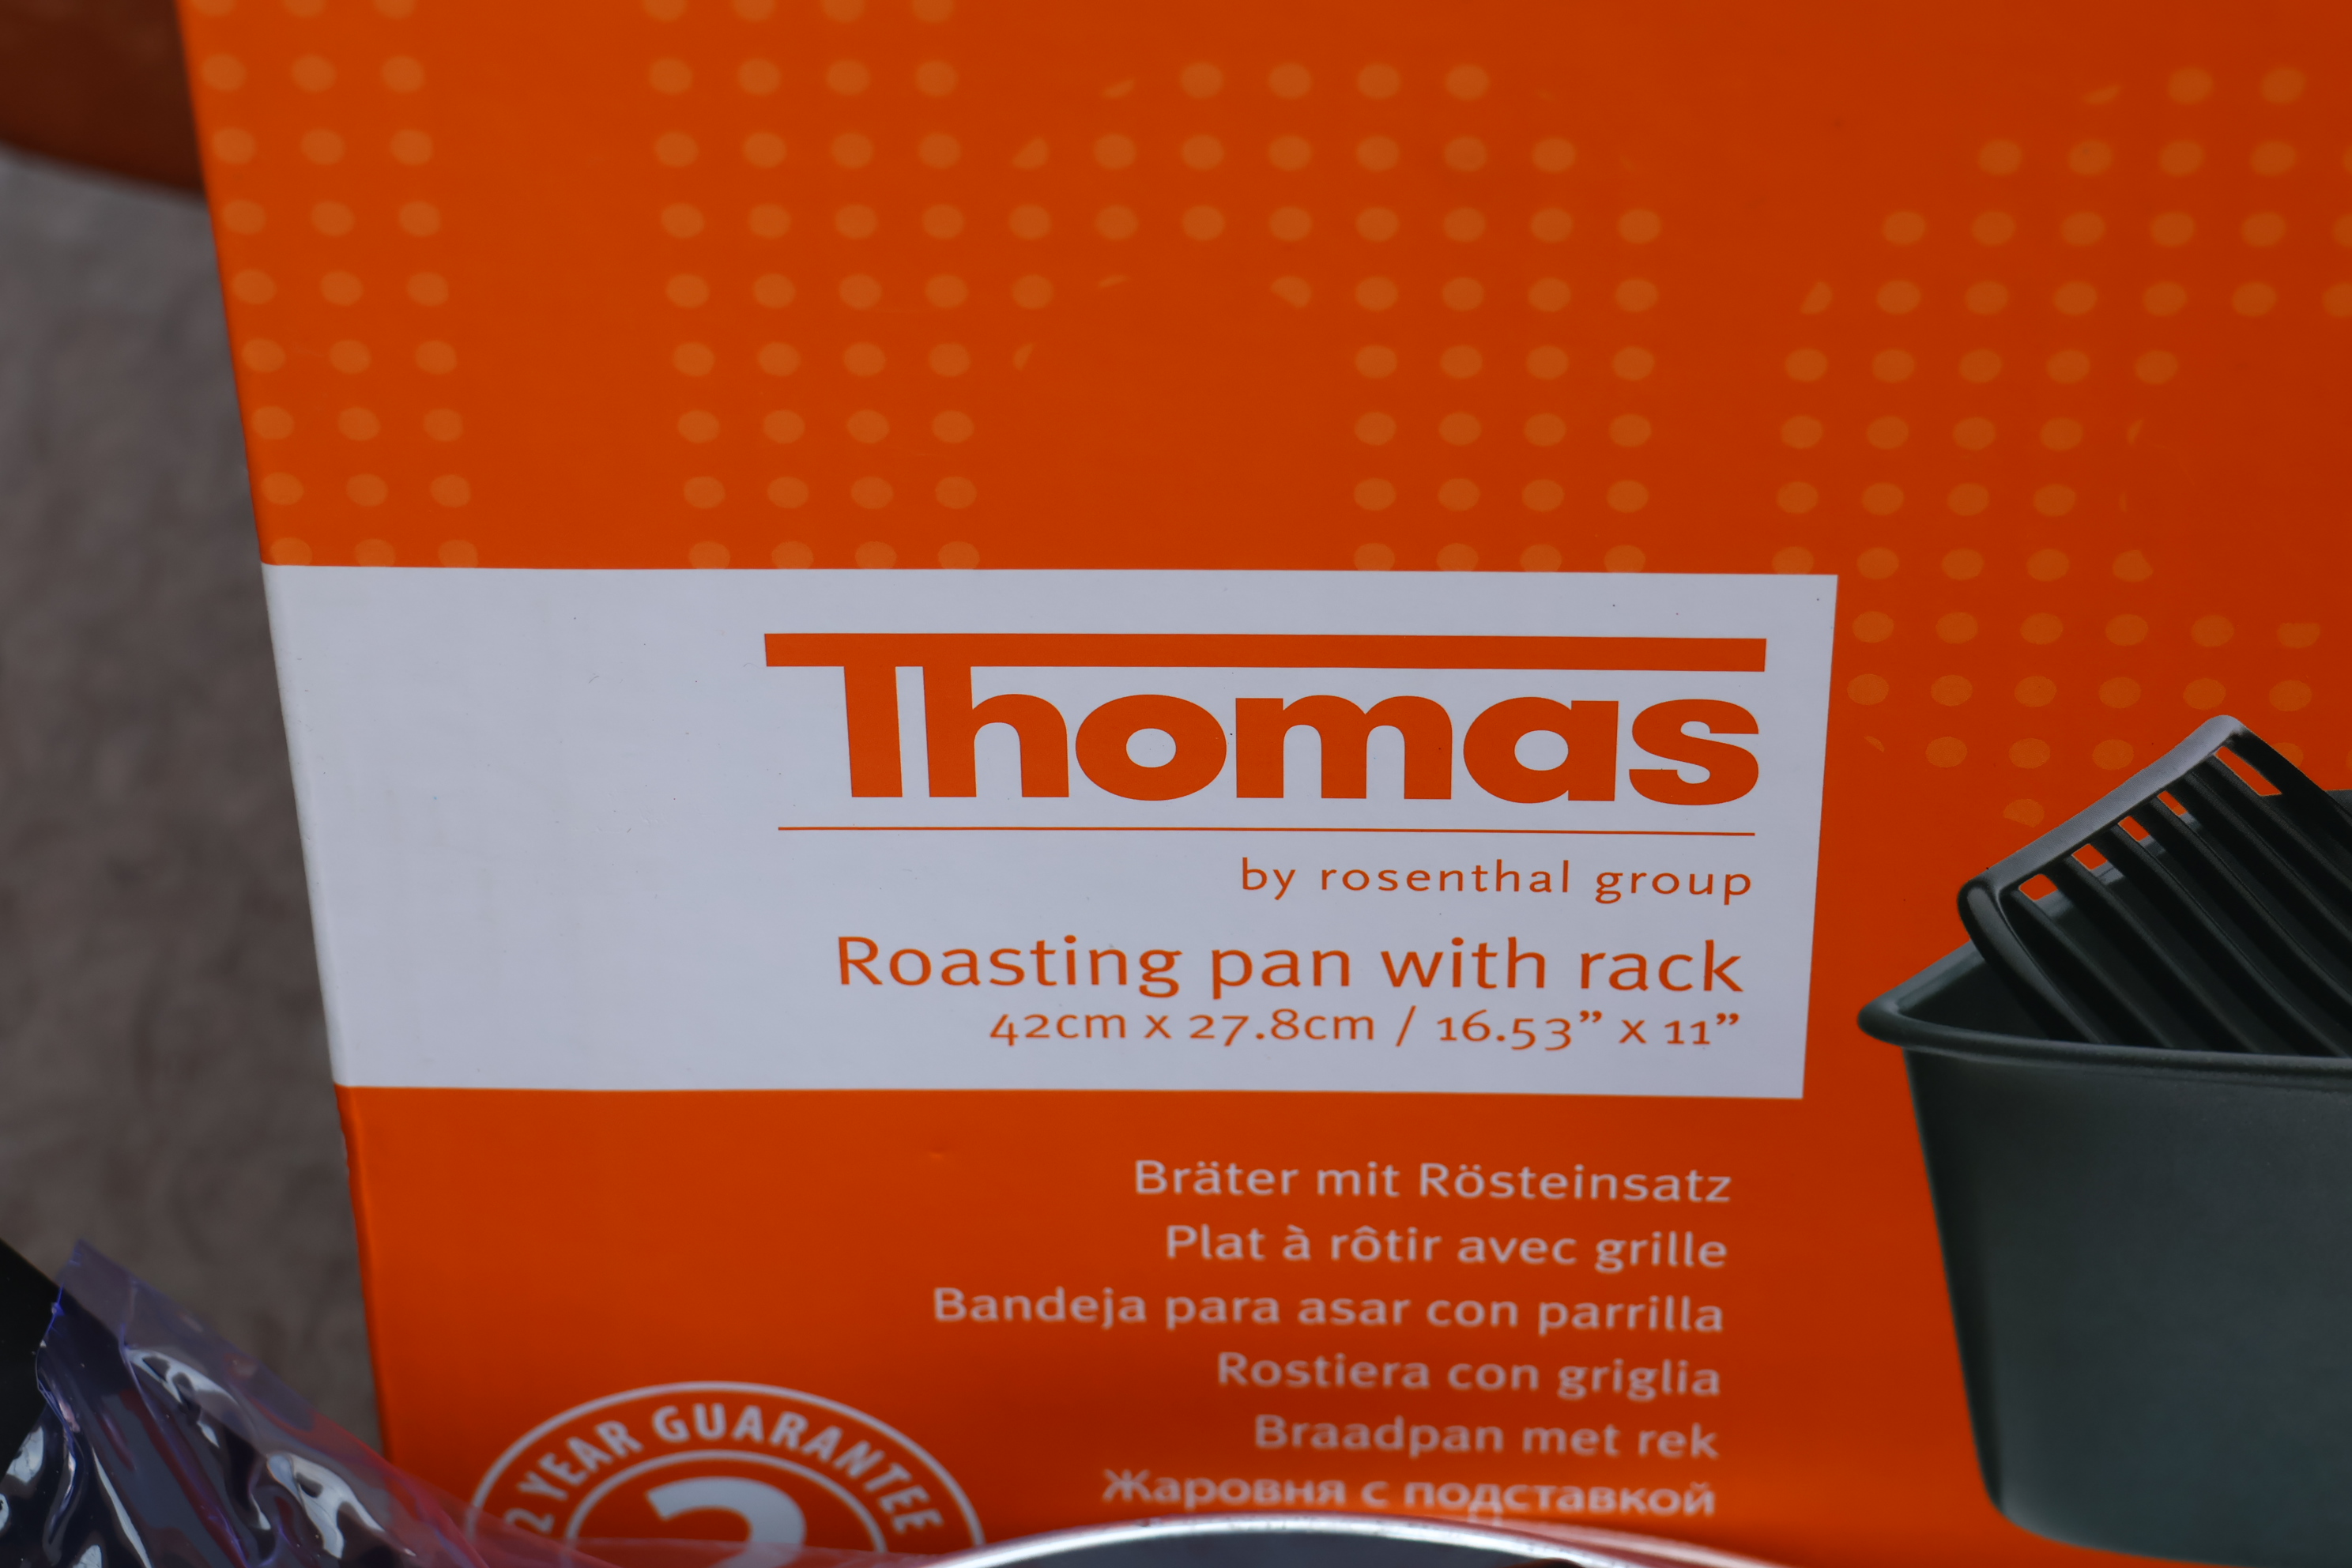 Thomas
by rosenthal group
Roasting pan with rack
42cm x 27.8cm / 16.53” x 11”
Bräter mit Rösteinsatz
Plat à rôtir avec grille
Bandeja para asar con parrilla
Rostiera con griglia
Braadpan met rek
Жаровня с подставкой
2 YEAR GUARANTEE
2